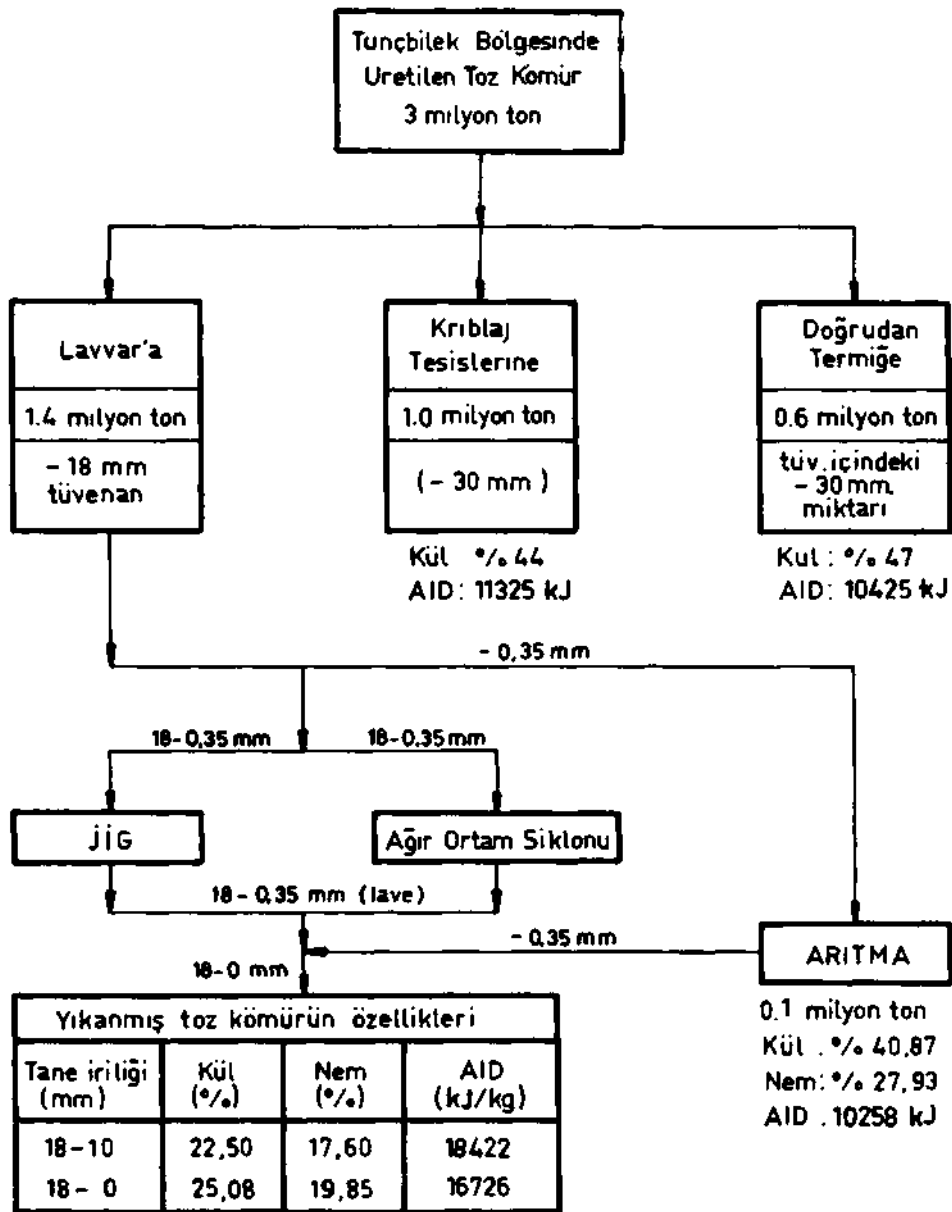 Tunçbilek Bölgesinde
Üretilen Toz Kömür
3 milyon ton
Lavvar'a
1.4 milyon ton
- 18 mm
tüvenan
Krıblaj
Tesislerıne
1.0 milyon ton
(- 30 mm)
Kül % 44
AID: 11325 kJ
Doğrudan
Termiğe
0.6 milyon ton
tüv. içindeki
- 30 mm.
miktarı
Kul : % 47
AID: 10425 kJ
- 0,35 mm
18-0,35 mm
18-0,35 mm
JİG
Ağır Ortam Siklonu
18-0,35 mm (lave)
-0,35 mm
18-0 mm
ARITMA
0.1 milyon ton
Kül . % 40,87
Nem: % 27,93
AID . 10258 kJ
Yıkanmış toz kömürün özellikleri
Tane iriliği (mm) Kül (%) Nem (%) AID (kJ/kg)
18-10 22,50 17,60 18422
18- 0 25,08 19,85 16726